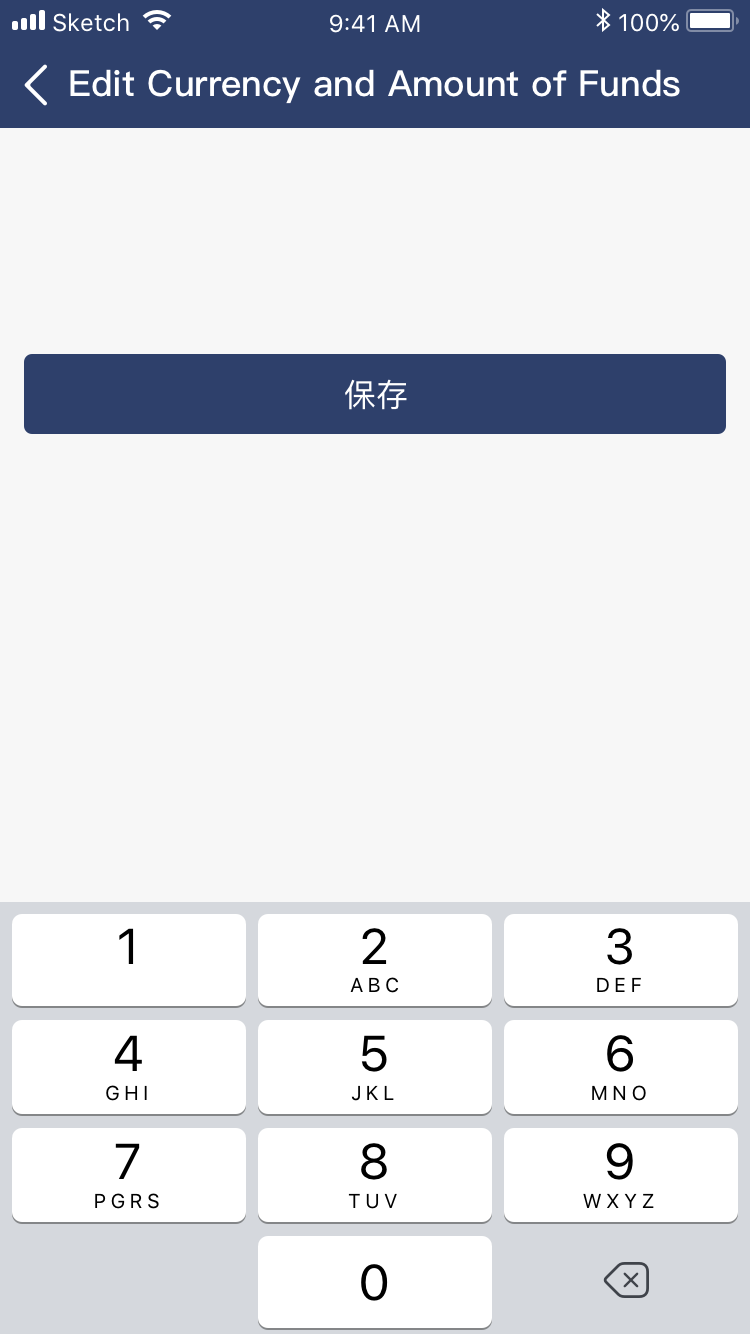 Sketch 9:41 AM 100%
Edit Currency and Amount of Funds
保存
1 2 3
ABC DEF
4 5 6
GHI JKL MNO
7 8 9
PGRS TUV WXYZ
0